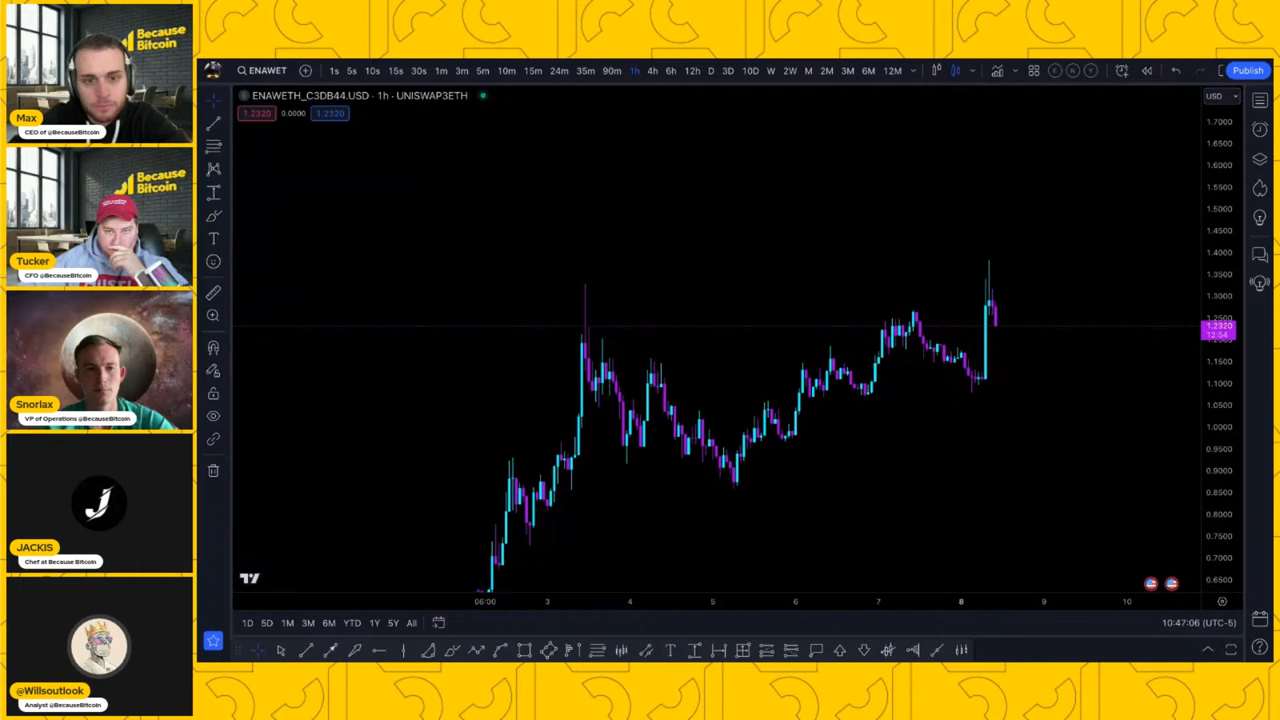 Because
Bitcoin
Max
CEO of @BecauseBitcoin
Because
Bitcoin
Tucker
CFO @BecauseBitcoin
Snorlax
VP of Operations @BecauseBitcoin
JACKIS
Chef at Because Bitcoin
@Willsoutlook
Analyst @BecauseBitcoin
ENAWET
1s 5s 10s 15s 30s 1m 3m 5m 10m 15m 24m 35m 90m 1h 4h 6h 12h D 3D 10D W 2W M 2M 3M 6M 12M
E N Y
Publish
ENAWETH_C3DB44.USD · 1h · UNISWAP3ETH
1.2320 0.0000 1.2320
USD
1.7000
1.6500
1.6000
1.5500
1.5000
1.4500
1.4000
1.3500
1.3000
1.2500
1.2320
12:54
1.1500
1.1000
1.0500
1.0000
0.9500
0.9000
0.8500
0.8000
0.7500
0.7000
0.6500
06:00 3 4 5 6 7 8 9 10
1D 5D 1M 3M 6M YTD 1Y 5Y All
10:47:06 (UTC-5)